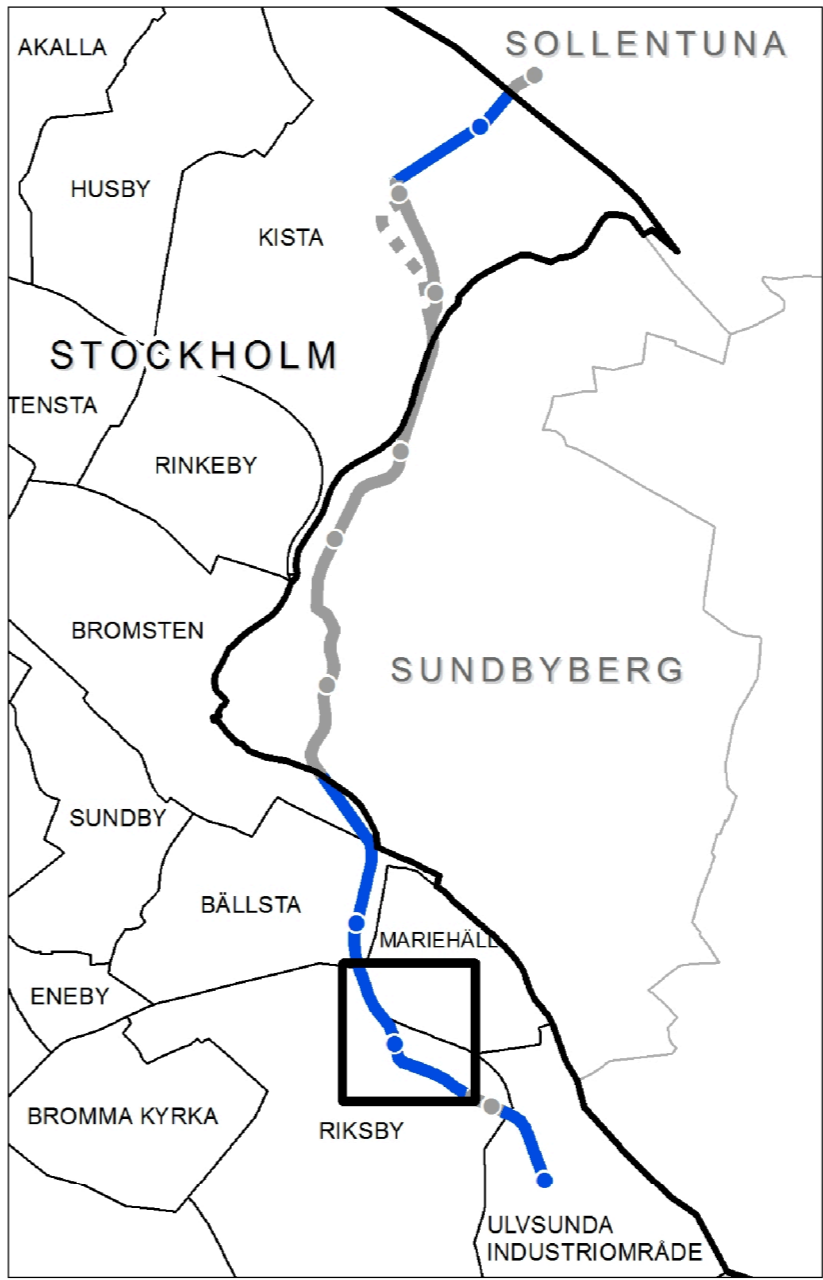 AKALLA
SOLLENTUNA
HUSBY
KISTA
STOCKHOLM
TENSTA
RINKEBY
BROMSTEN
SUNDBYBERG
SUNDBY
BÄLLSTA
MARIEHÄLL
ENEBY
BROMMA KYRKA
RIKSBY
ULVSUNDA
INDUSTRIOMRÅDE